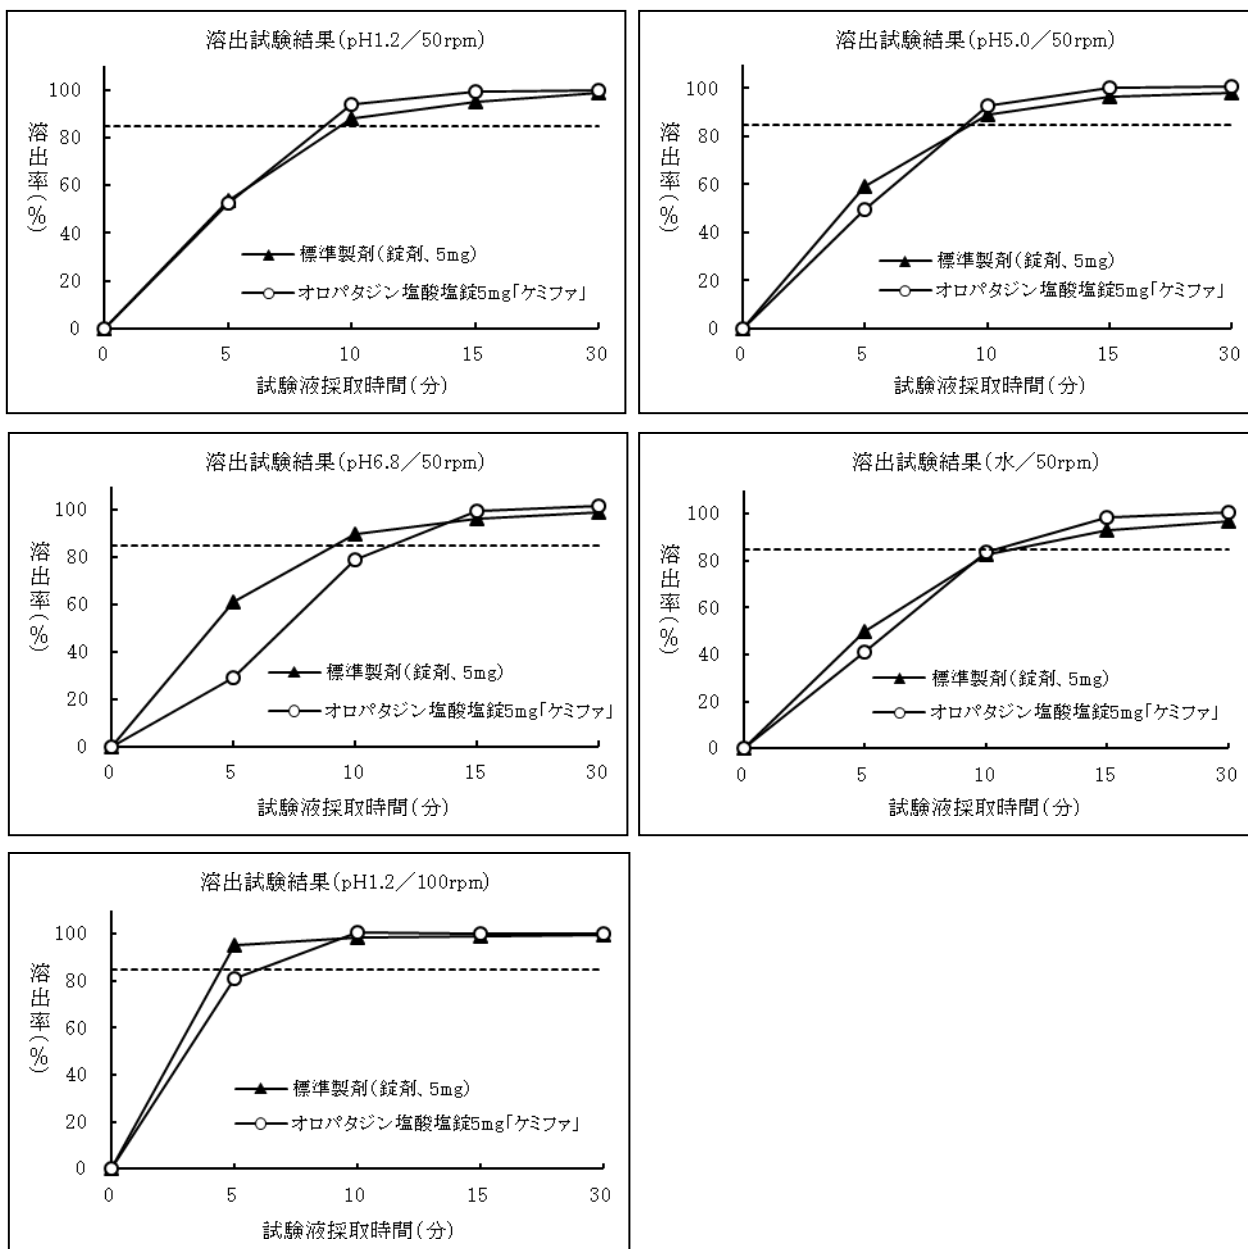 溶出試験結果(pH1.2／50rpm)
100
80
60
40
20
0
溶出率(%)
標準製剤(錠剤、5mg)
オロパタジン塩酸塩錠5mg「ケミファ」
0 5 10 15 30
試験液採取時間(分)
溶出試験結果(pH5.0／50rpm)
100
80
60
40
20
0
溶出率(%)
標準製剤(錠剤、5mg)
オロパタジン塩酸塩錠5mg「ケミファ」
0 5 10 15 30
試験液採取時間(分)
溶出試験結果(pH6.8／50rpm)
100
80
60
40
20
0
溶出率(%)
標準製剤(錠剤、5mg)
オロパタジン塩酸塩錠5mg「ケミファ」
0 5 10 15 30
試験液採取時間(分)
溶出試験結果(水／50rpm)
100
80
60
40
20
0
溶出率(%)
標準製剤(錠剤、5mg)
オロパタジン塩酸塩錠5mg「ケミファ」
0 5 10 15 30
試験液採取時間(分)
溶出試験結果(pH1.2／100rpm)
100
80
60
40
20
0
溶出率(%)
標準製剤(錠剤、5mg)
オロパタジン塩酸塩錠5mg「ケミファ」
0 5 10 15 30
試験液採取時間(分)